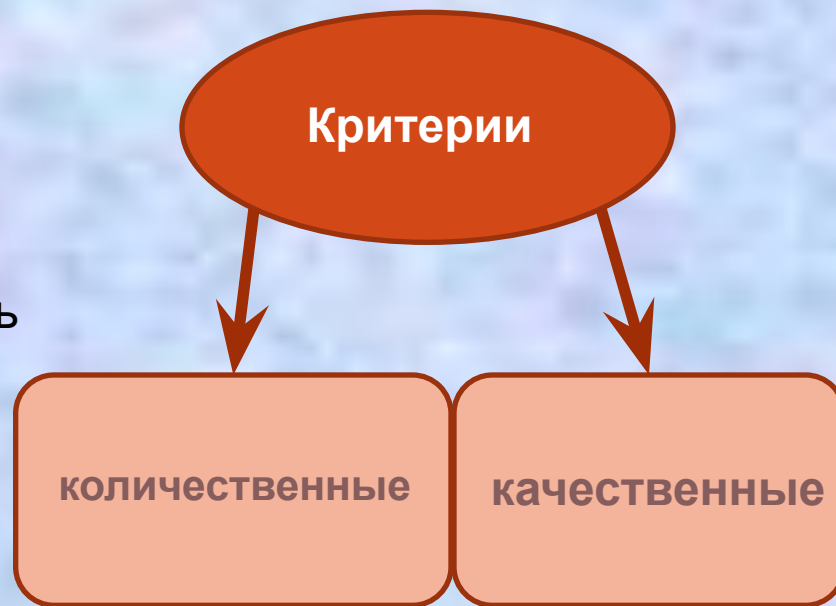 Критерии
ь
количественные
качественные